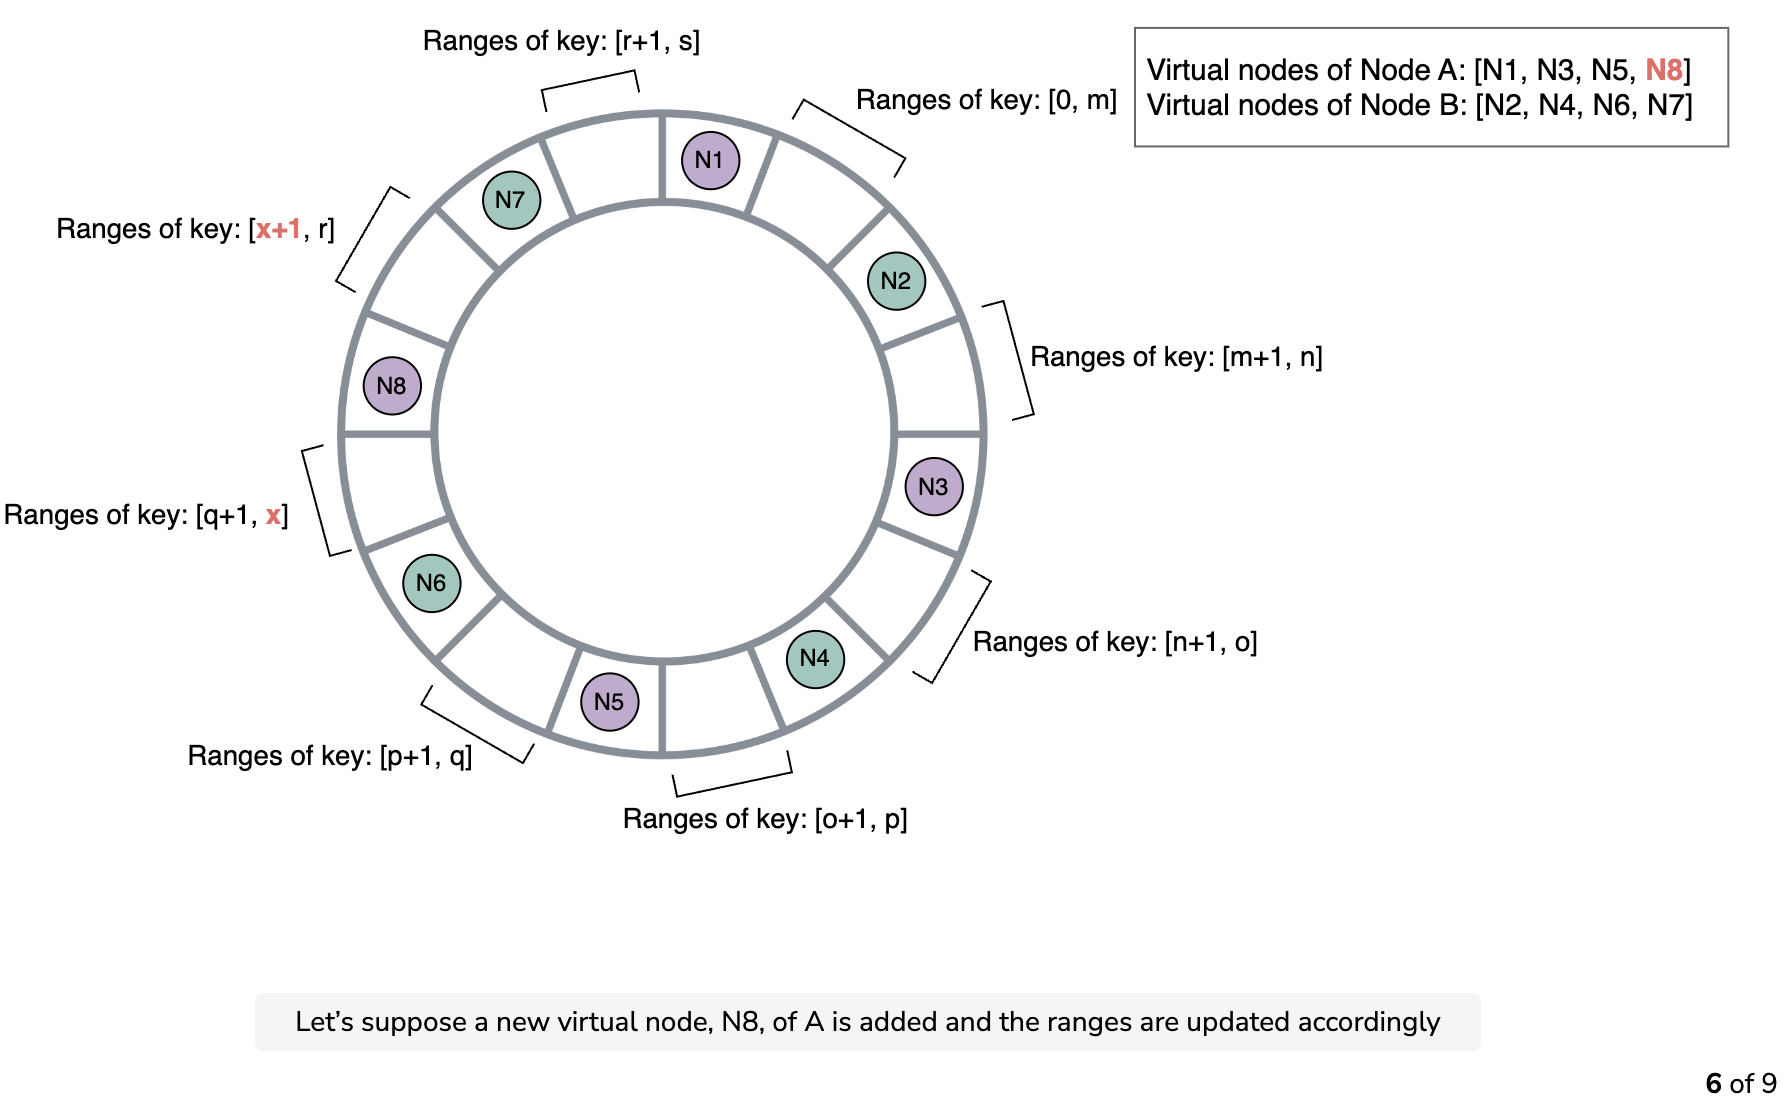 Ranges of key: [r+1, s]
Ranges of key: [0, m]
Virtual nodes of Node A: [N1, N3, N5, N8]
Virtual nodes of Node B: [N2, N4, N6, N7]
N1
N7
Ranges of key: [x+1, r]
N2
Ranges of key: [m+1, n]
N8
N3
Ranges of key: [q+1, x]
N6
Ranges of key: [n+1, o]
N4
N5
Ranges of key: [p+1, q]
Ranges of key: [o+1, p]
Let’s suppose a new virtual node, N8, of A is added and the ranges are updated accordingly
6 of 9